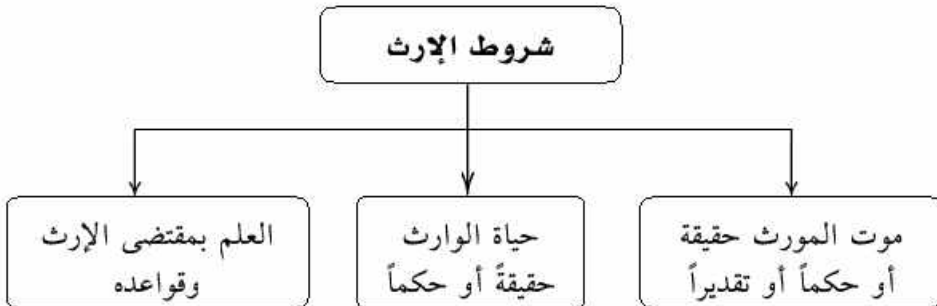 شروط الإرث
موت المورث حقيقة
أو حكماً أو تقديراً
حياة الوارث
حقيقةً أو حكماً
العلم بمقتضى الإرث
وقواعده